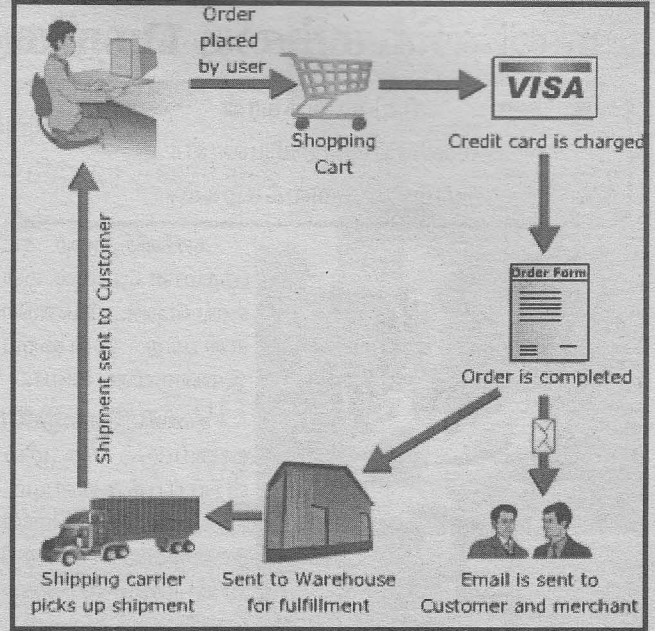 Order
placed
by user
Shopping
Cart
VISA
Credit card is charged
Order Form
Order is completed
Email is sent to
Customer and merchant
Sent to Warehouse
for fulfillment
Shipping carrier
picks up shipment
Shipment sent to Customer